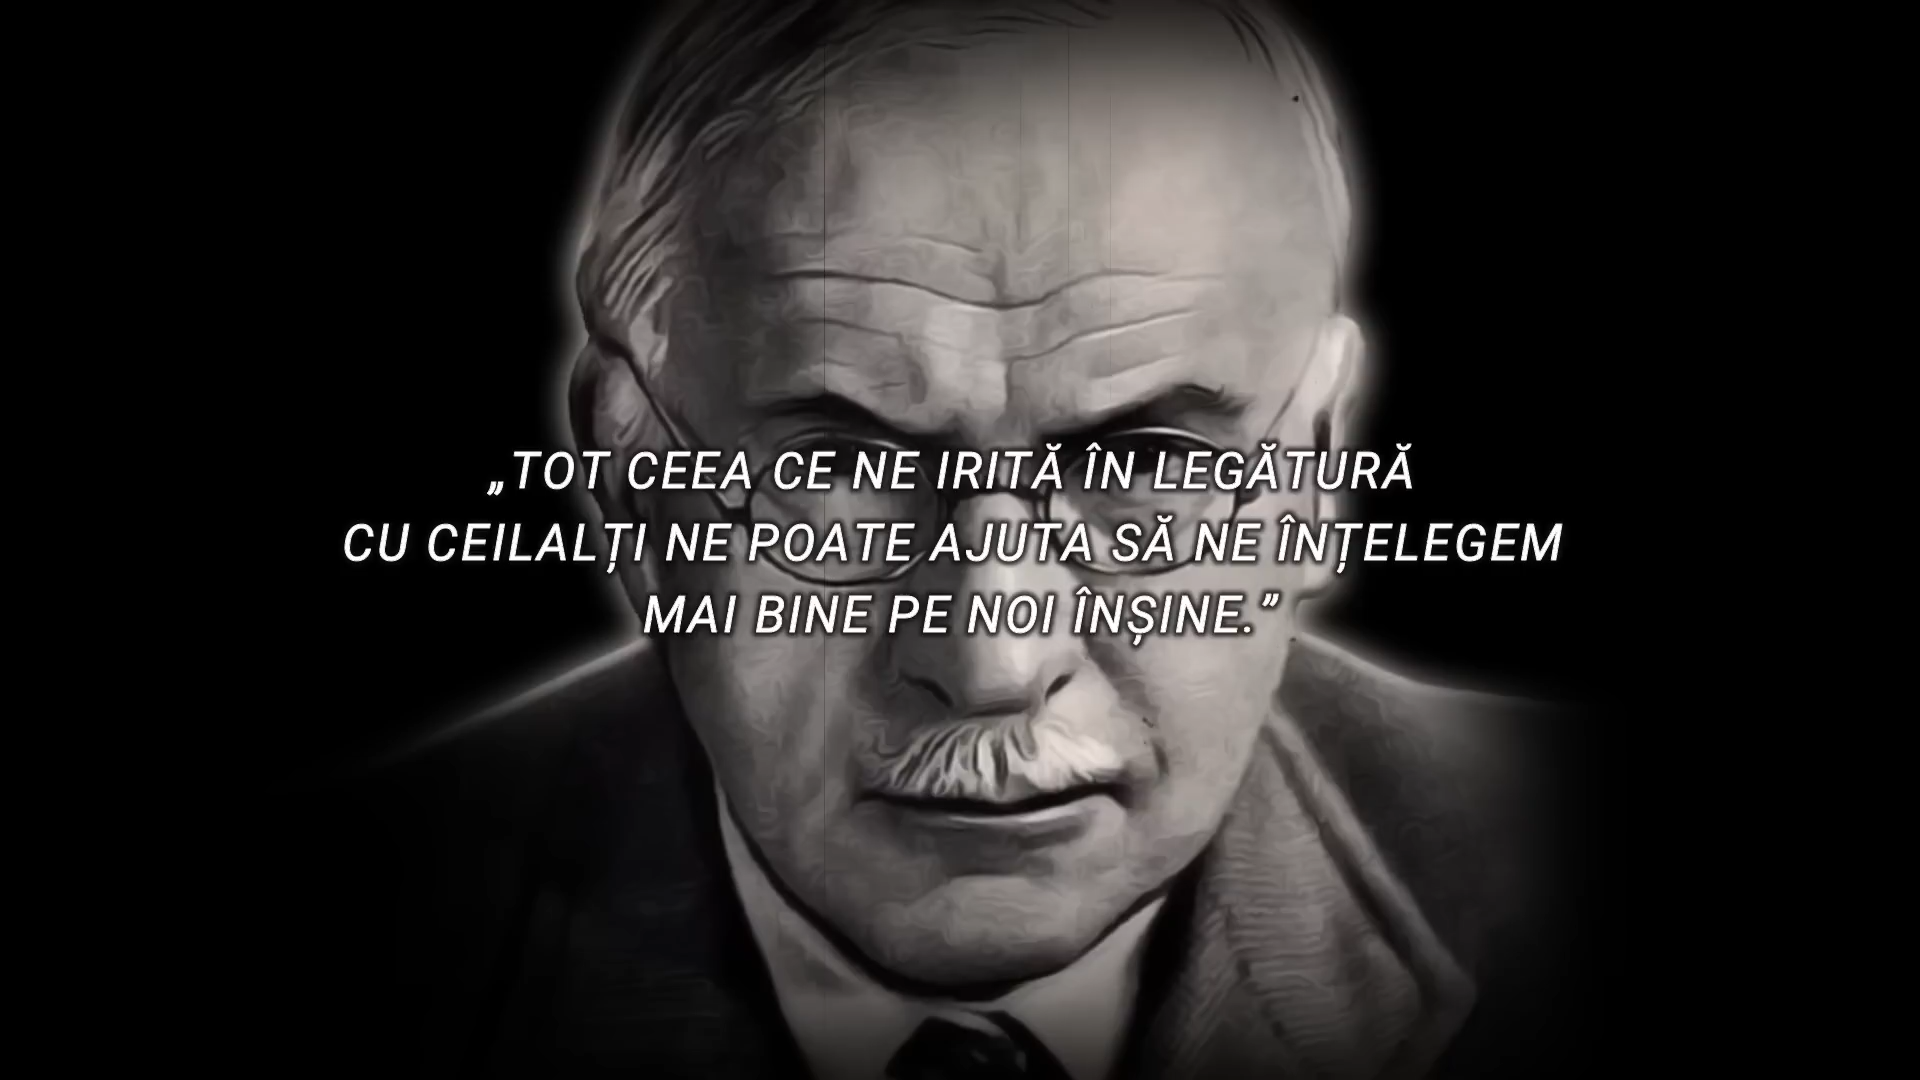 „TOT CEEA CE NE IRITĂ ÎN LEGĂTURĂ
CU CEILALȚI NE POATE AJUTA SĂ NE ÎNȚELEGEM
MAI BINE PE NOI ÎNȘINE.”